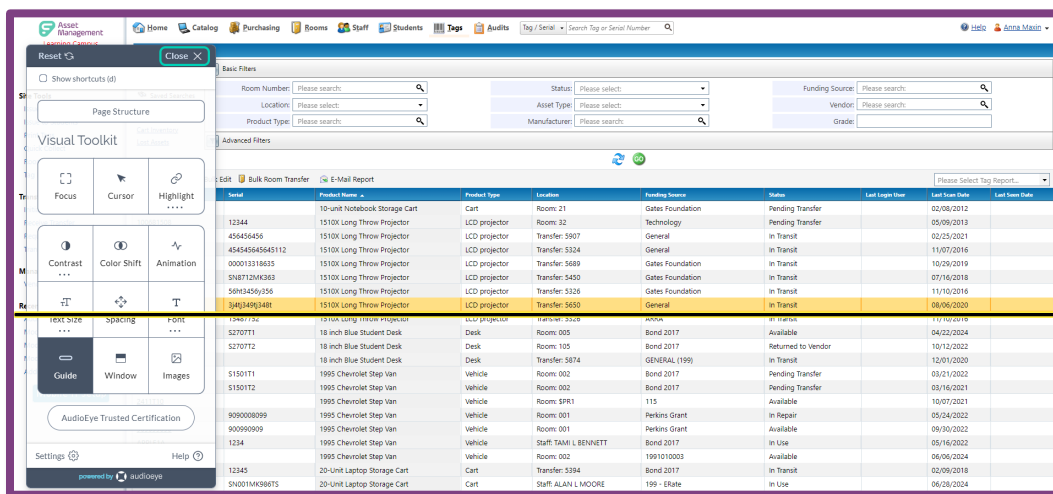 Asset Management
Home Catalog Purchasing Rooms Staff Students Tags Audits Tag / Serial Search Tag or Serial Number Help Anna Maxin
Learning Campus
Reset Close
Show shortcuts (d)
Page Structure
Visual Toolkit
Focus Cursor Highlight
Contrast Color Shift Animation
Text Size Spacing Font
Guide Window Images
AudioEye Trusted Certification
Settings Help
powered by audioeye
Basic Filters
Room Number: Please search: Status: Please select: Funding Source: Please search:
Location: Please select: Asset Type: Please select: Vendor: Please search:
Product Type: Please search: Manufacturer: Please search: Grade:
Advanced Filters
GO
Edit Bulk Room Transfer E-Mail Report Please Select Tag Report...
Serial Product Name Product Type Location Funding Source Status Last Login User Last Scan Date Last Seen Date
10-unit Notebook Storage Cart Cart Room: 21 Gates Foundation Pending Transfer 02/08/2012
12344 1510X Long Throw Projector LCD projector Room: 32 Technology Pending Transfer 05/09/2013
456456456 1510X Long Throw Projector LCD projector Transfer: 5907 General In Transit 02/25/2021
454545645645112 1510X Long Throw Projector LCD projector Transfer: 5324 General In Transit 11/07/2016
000013318635 1510X Long Throw Projector LCD projector Transfer: 5689 Gates Foundation In Transit 10/29/2019
SN8712MK363 1510X Long Throw Projector LCD projector Transfer: 5450 Gates Foundation In Transit 07/16/2018
56ht3456y356 1510X Long Throw Projector LCD projector Transfer: 5326 Gates Foundation In Transit 11/10/2016
3j4tj349tj348t 1510X Long Throw Projector LCD projector Transfer: 5650 General In Transit 08/06/2020
15487752 1510X Long Throw Projector LCD projector Transfer: 5326 ARRA In Transit 11/10/2016
S2707T1 18 inch Blue Student Desk Desk Room: 005 Bond 2017 Available 04/22/2024
S2707T2 18 inch Blue Student Desk Desk Room: 105 Bond 2017 Returned to Vendor 10/12/2022
18 inch Blue Student Desk Desk Transfer: 5874 GENERAL (199) In Transit 12/01/2020
S1501T1 1995 Chevrolet Step Van Vehicle Room: 002 Bond 2017 Pending Transfer 03/21/2022
S1501T2 1995 Chevrolet Step Van Vehicle Room: 002 Bond 2017 Pending Transfer 03/16/2021
1995 Chevrolet Step Van Vehicle Room: SPR1 115 Available 10/07/2021
9090008099 1995 Chevrolet Step Van Vehicle Room: 001 Perkins Grant In Repair 05/24/2022
900990909 1995 Chevrolet Step Van Vehicle Room: 001 Perkins Grant Available 09/30/2022
1234 1995 Chevrolet Step Van Vehicle Staff: TAMI L BENNETT Bond 2017 In Use 05/16/2022
1995 Chevrolet Step Van Vehicle Room: 002 1991010003 Available 06/06/2024
12345 20-Unit Laptop Storage Cart Cart Transfer: 5394 Bond 2017 In Transit 02/09/2018
SN001MK986TS 20-Unit Laptop Storage Cart Cart Staff: ALAN L MOORE 199 - ERate In Use 06/28/2024